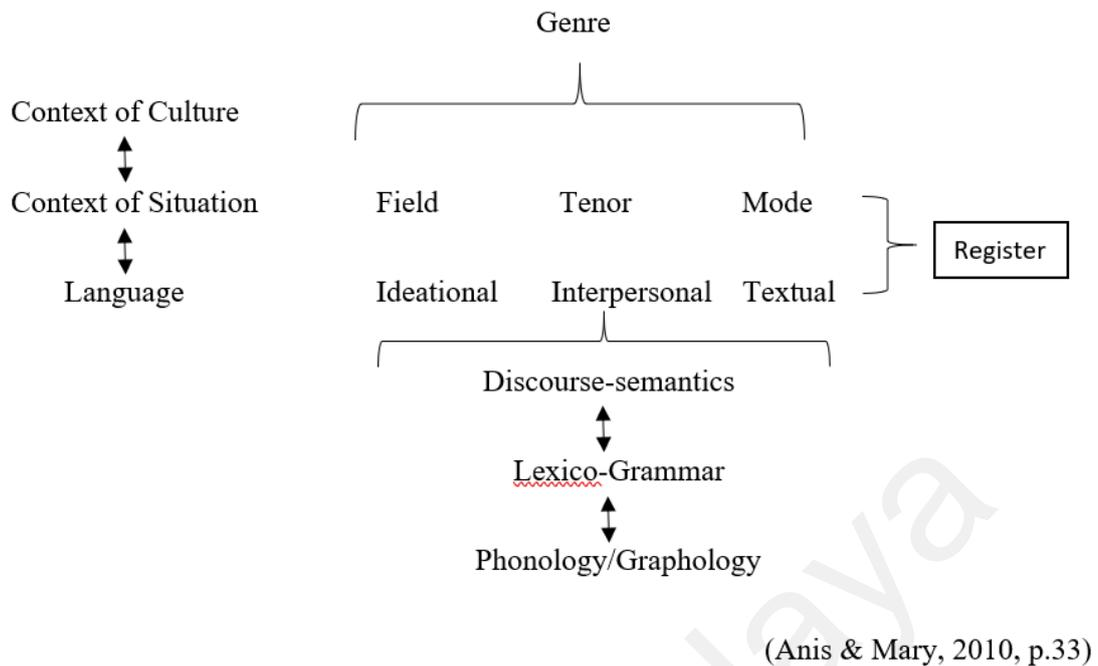 Genre
Context of Culture
Context of Situation Field Tenor Mode
Register
Language Ideational Interpersonal Textual
Discourse-semantics
Lexico-Grammar
Phonology/Graphology
laya
(Anis & Mary, 2010, p.33)